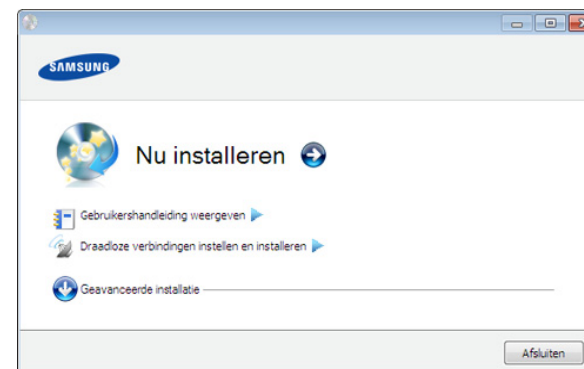 SAMSUNG
Nu installeren
Gebruikershandleiding weergeven
Draadloze verbindingen instellen en installeren
Geavanceerde installatie
Afsluiten